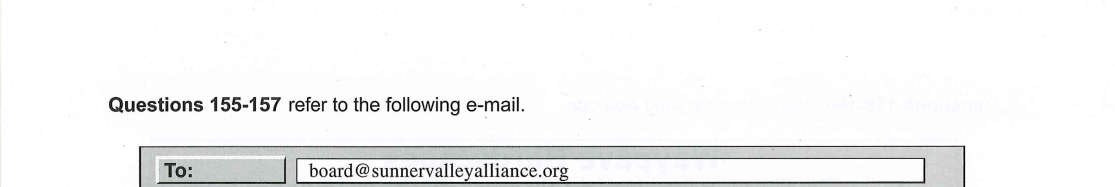 Questions 155-157 refer to the following e-mail.
To: board@sunnervalleyalliance.org